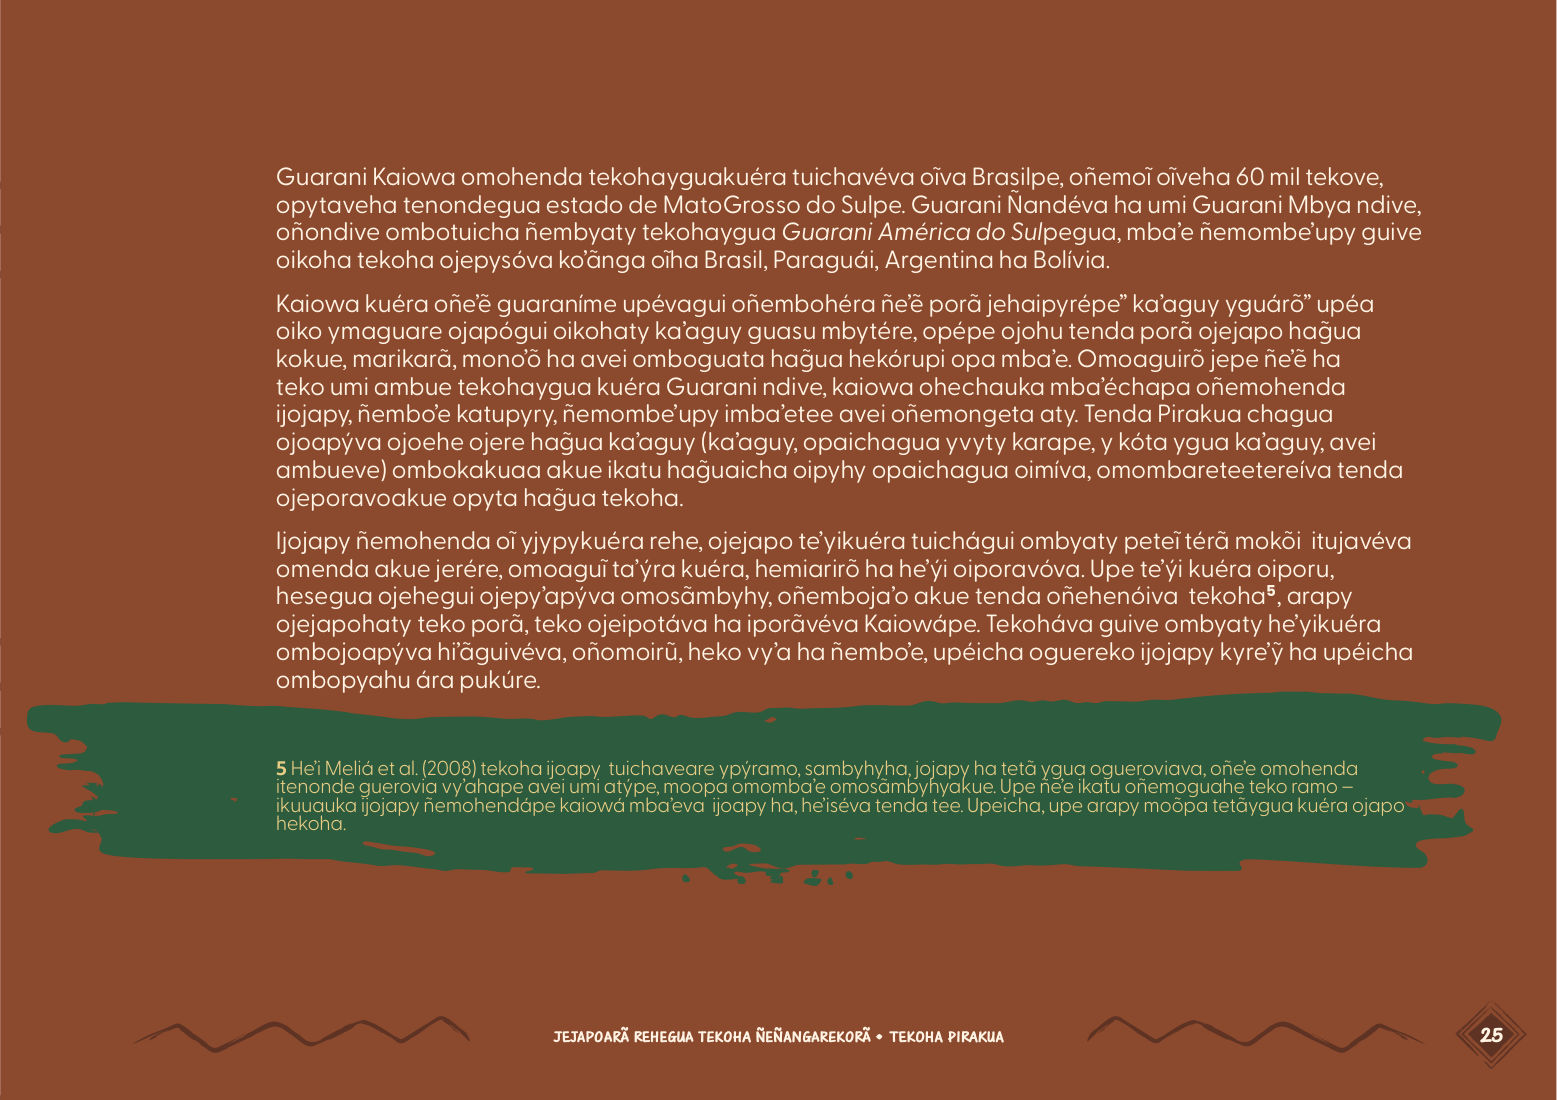 Guarani Kaiowa omohenda tekohayguakuéra tuichavéva oĩva Brasilpe, oñemoĩ oĩveha 60 mil tekove,
opytaveha tenondegua estado de MatoGrosso do Sulpe. Guarani Ñandéva ha umi Guarani Mbya ndive,
oñondive ombotuicha ñembyaty tekohaygua Guarani América do Sulpegua, mba’e ñemombe’upy guive
oikoha tekoha ojepysóva ko’ãnga oĩha Brasil, Paraguái, Argentina ha Bolívia.
Kaiowa kuéra oñe’ẽ guaraníme upévagui oñembohéra ñe’ẽ porã jehaipyrépe” ka’aguy yguárõ” upéa
oiko ymaguare ojapógui oikohaty ka’aguy guasu mbytére, opépe ojohu tenda porã ojejapo hag̃ua
kokue, marikarã, mono’õ ha avei omboguata hag̃ua hekórupi opa mba’e. Omoaguirõ jepe ñe’ẽ ha
teko umi ambue tekohaygua kuéra Guarani ndive, kaiowa ohechauka mba’échapa oñemohenda
ijojapy, ñembo’e katupyry, ñemombe’upy imba’etee avei oñemongeta aty. Tenda Pirakua chagua
ojoapýva ojoehe ojere hag̃ua ka’aguy (ka’aguy, opaichagua yvyty karape, y kóta ygua ka’aguy, avei
ambueve) ombokakuaa akue ikatu hag̃uaicha oipyhy opaichagua oimíva, omombareteetereíva tenda
ojeporavoakue opyta hag̃ua tekoha.
Ijojapy ñemohenda oĩ yjypykuéra rehe, ojejapo te’yikuéra tuichágui ombyaty peteĩ térã mokõi itujavéva
omenda akue jerére, omoaguĩ ta’ýra kuéra, hemiarirõ ha he’ýi oiporavóva. Upe te’ýi kuéra oiporu,
hesegua ojehegui ojepy’apýva omosãmbyhy, oñemboja’o akue tenda oñehenóiva tekoha⁵, arapy
ojejapohaty teko porã, teko ojeipotáva ha iporãvéva Kaiowápe. Tekoháva guive ombyaty he’yikuéra
ombojoapýva hi’ãguivéva, oñomoirũ, heko vy’a ha ñembo’e, upéicha oguereko ijojapy kyre’ỹ ha upéicha
ombopyahu ára pukúre.
5 He’i Meliá et al. (2008) tekoha ijoapy tuichaveare ypýramo, sambyhyha, jojapy ha tetã ygua ogueroviava, oñe’e omohenda
itenonde guerovia vy’ahape avei umi atýpe, moopa omomba’e omosãmbyhyakue. Upe ñe’e ikatu oñemoguahe teko ramo –
ikuuauka ijojapy ñemohendápe kaiowá mba’eva ijoapy ha, he’iséva tenda tee. Upeicha, upe arapy moõpa tetãygua kuéra ojapo
hekoha.
JEJAPOARÃ REHEGUA TEKOHA ÑEÑANGAREKORÃ • TEKOHA PIRAKUA
25